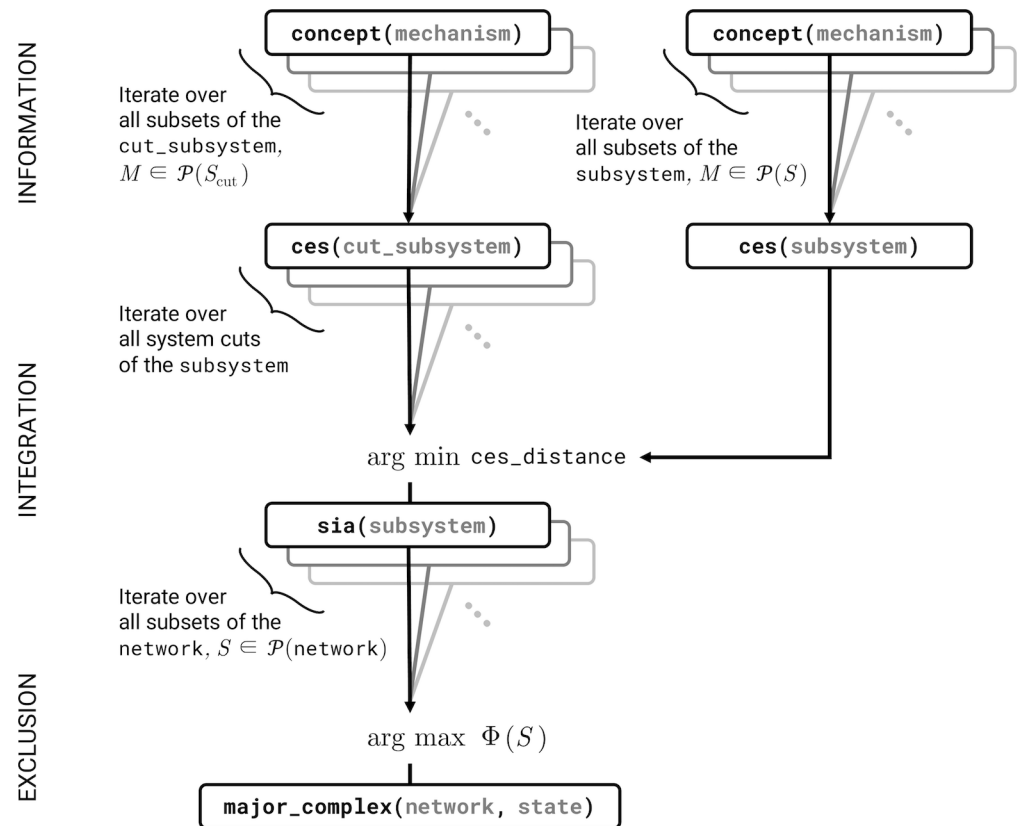 INFORMATION
concept(mechanism)
concept(mechanism)
Iterate over
all subsets of the
cut_subsystem,
M ∈ 𝒫(S_cut)
Iterate over
all subsets of the
subsystem, M ∈ 𝒫(S)
ces(cut_subsystem)
ces(subsystem)
Iterate over
all system cuts
of the subsystem
INTEGRATION
arg min ces_distance
sia(subsystem)
Iterate over
all subsets of the
network, S ∈ 𝒫(network)
EXCLUSION
arg max Φ(S)
major_complex(network, state)